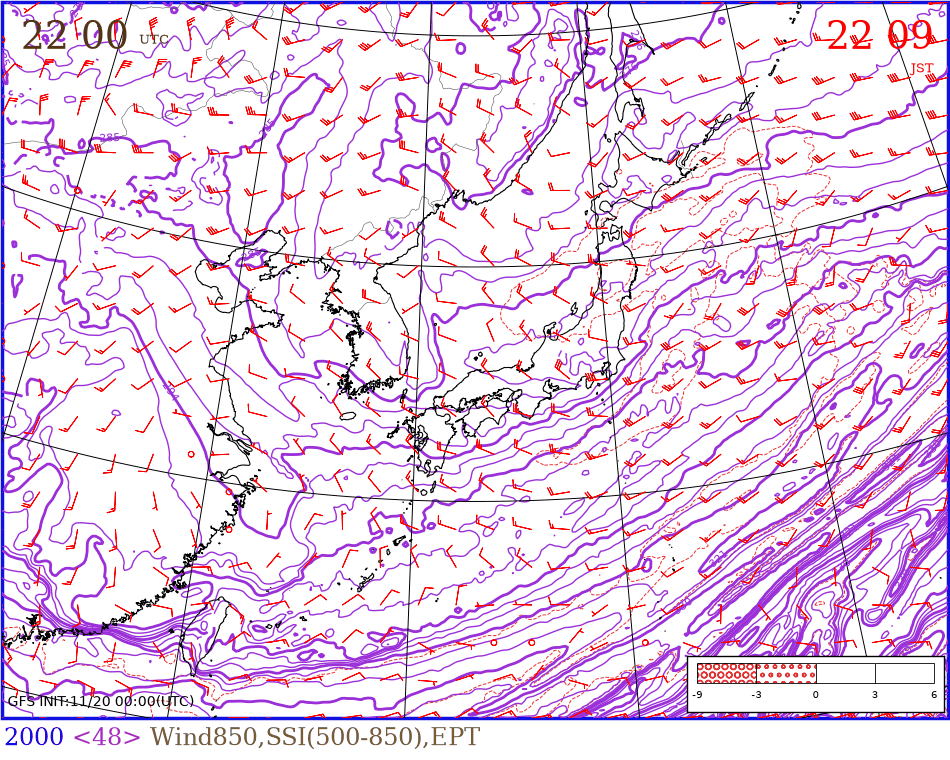 22 00 UTC
22 09
JST
285
GFS INIT:11/20 00:00(UTC)
-9 -3 0 3 6
2000 <48> Wind850,SSI(500-850),EPT